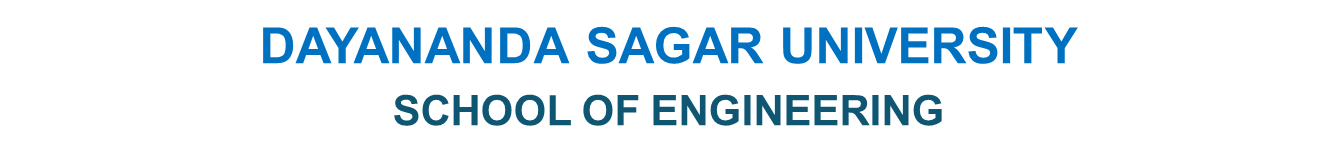 DAYANANDA SAGAR UNIVERSITY
SCHOOL OF ENGINEERING